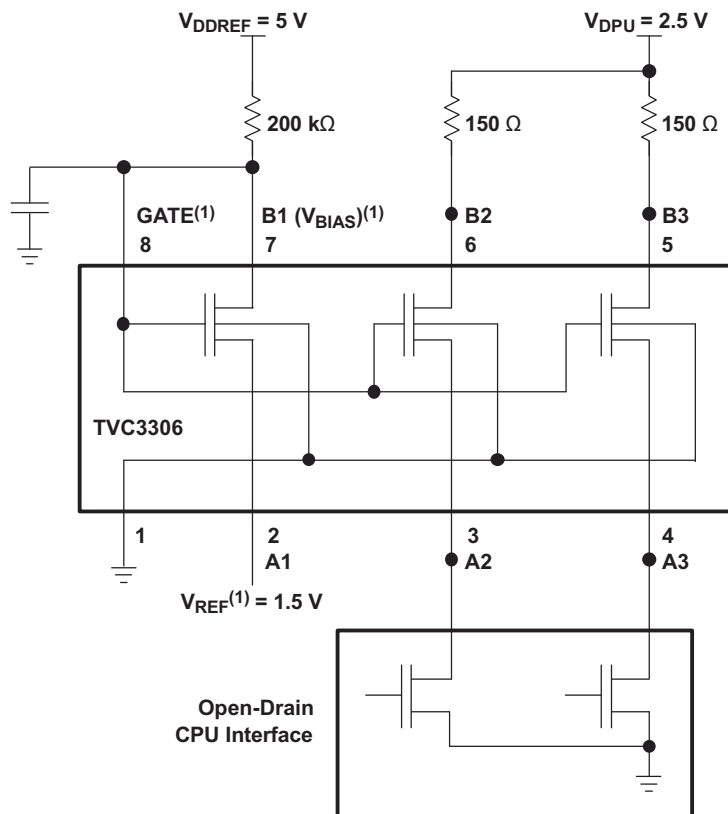 V_DDREF = 5 V
V_DPU = 2.5 V
200 kΩ
150 Ω
150 Ω
GATE(1)
B1 (V_BIAS)(1)
B2
B3
8
7
6
5
TVC3306
1
2
3
4
A1
A2
A3
V_REF(1) = 1.5 V
Open-Drain
CPU Interface